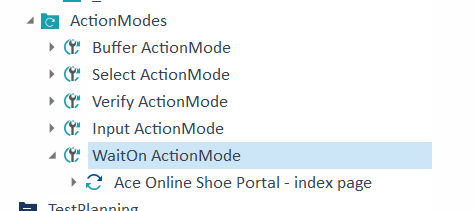 ActionModes
Buffer ActionMode
Select ActionMode
Verify ActionMode
Input ActionMode
WaitOn ActionMode
Ace Online Shoe Portal - index page
TestPlanning